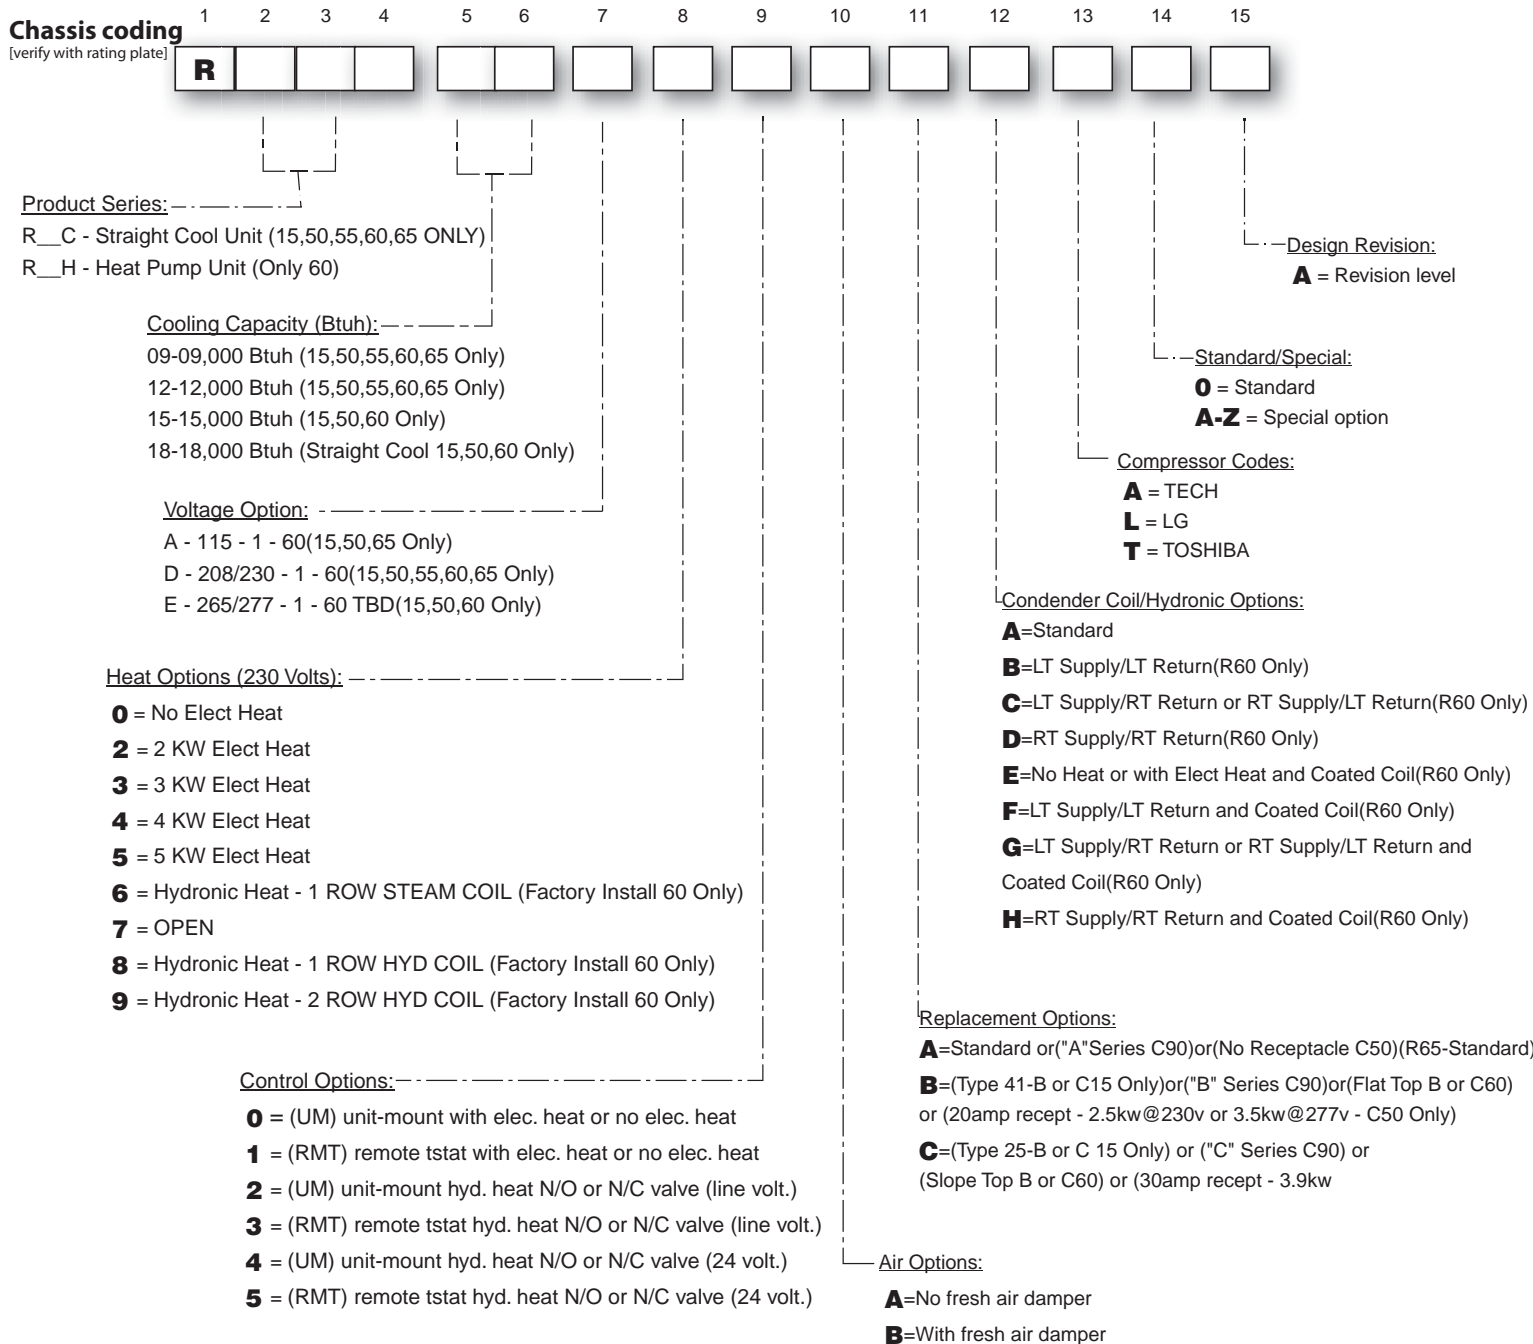 1 2 3 4 5 6 7 8 9 10 11 12 13 14 15
Chassis coding
[verify with rating plate]
R
Product Series:
R__C - Straight Cool Unit (15,50,55,60,65 ONLY)
R__H - Heat Pump Unit (Only 60)
Cooling Capacity (Btuh):
09-09,000 Btuh (15,50,55,60,65 Only)
12-12,000 Btuh (15,50,55,60,65 Only)
15-15,000 Btuh (15,50,60 Only)
18-18,000 Btuh (Straight Cool 15,50,60 Only)
Voltage Option:
A - 115 - 1 - 60(15,50,65 Only)
D - 208/230 - 1 - 60(15,50,55,60,65 Only)
E - 265/277 - 1 - 60 TBD(15,50,60 Only)
Heat Options (230 Volts):
0 = No Elect Heat
2 = 2 KW Elect Heat
3 = 3 KW Elect Heat
4 = 4 KW Elect Heat
5 = 5 KW Elect Heat
6 = Hydronic Heat - 1 ROW STEAM COIL (Factory Install 60 Only)
7 = OPEN
8 = Hydronic Heat - 1 ROW HYD COIL (Factory Install 60 Only)
9 = Hydronic Heat - 2 ROW HYD COIL (Factory Install 60 Only)
Control Options:
0 = (UM) unit-mount with elec. heat or no elec. heat
1 = (RMT) remote tstat with elec. heat or no elec. heat
2 = (UM) unit-mount hyd. heat N/O or N/C valve (line volt.)
3 = (RMT) remote tstat hyd. heat N/O or N/C valve (line volt.)
4 = (UM) unit-mount hyd. heat N/O or N/C valve (24 volt.)
5 = (RMT) remote tstat hyd. heat N/O or N/C valve (24 volt.)
Design Revision:
A = Revision level
Standard/Special:
0 = Standard
A-Z = Special option
Compressor Codes:
A = TECH
L = LG
T = TOSHIBA
Condender Coil/Hydronic Options:
A=Standard
B=LT Supply/LT Return(R60 Only)
C=LT Supply/RT Return or RT Supply/LT Return(R60 Only)
D=RT Supply/RT Return(R60 Only)
E=No Heat or with Elect Heat and Coated Coil(R60 Only)
F=LT Supply/LT Return and Coated Coil(R60 Only)
G=LT Supply/RT Return or RT Supply/LT Return and
Coated Coil(R60 Only)
H=RT Supply/RT Return and Coated Coil(R60 Only)
Replacement Options:
A=Standard or("A"Series C90)or(No Receptacle C50)(R65-Standard)
B=(Type 41-B or C15 Only)or("B" Series C90)or(Flat Top B or C60)
or (20amp recept - 2.5kw@230v or 3.5kw@277v - C50 Only)
C=(Type 25-B or C 15 Only) or ("C" Series C90) or
(Slope Top B or C60) or (30amp recept - 3.9kw
Air Options:
A=No fresh air damper
B=With fresh air damper